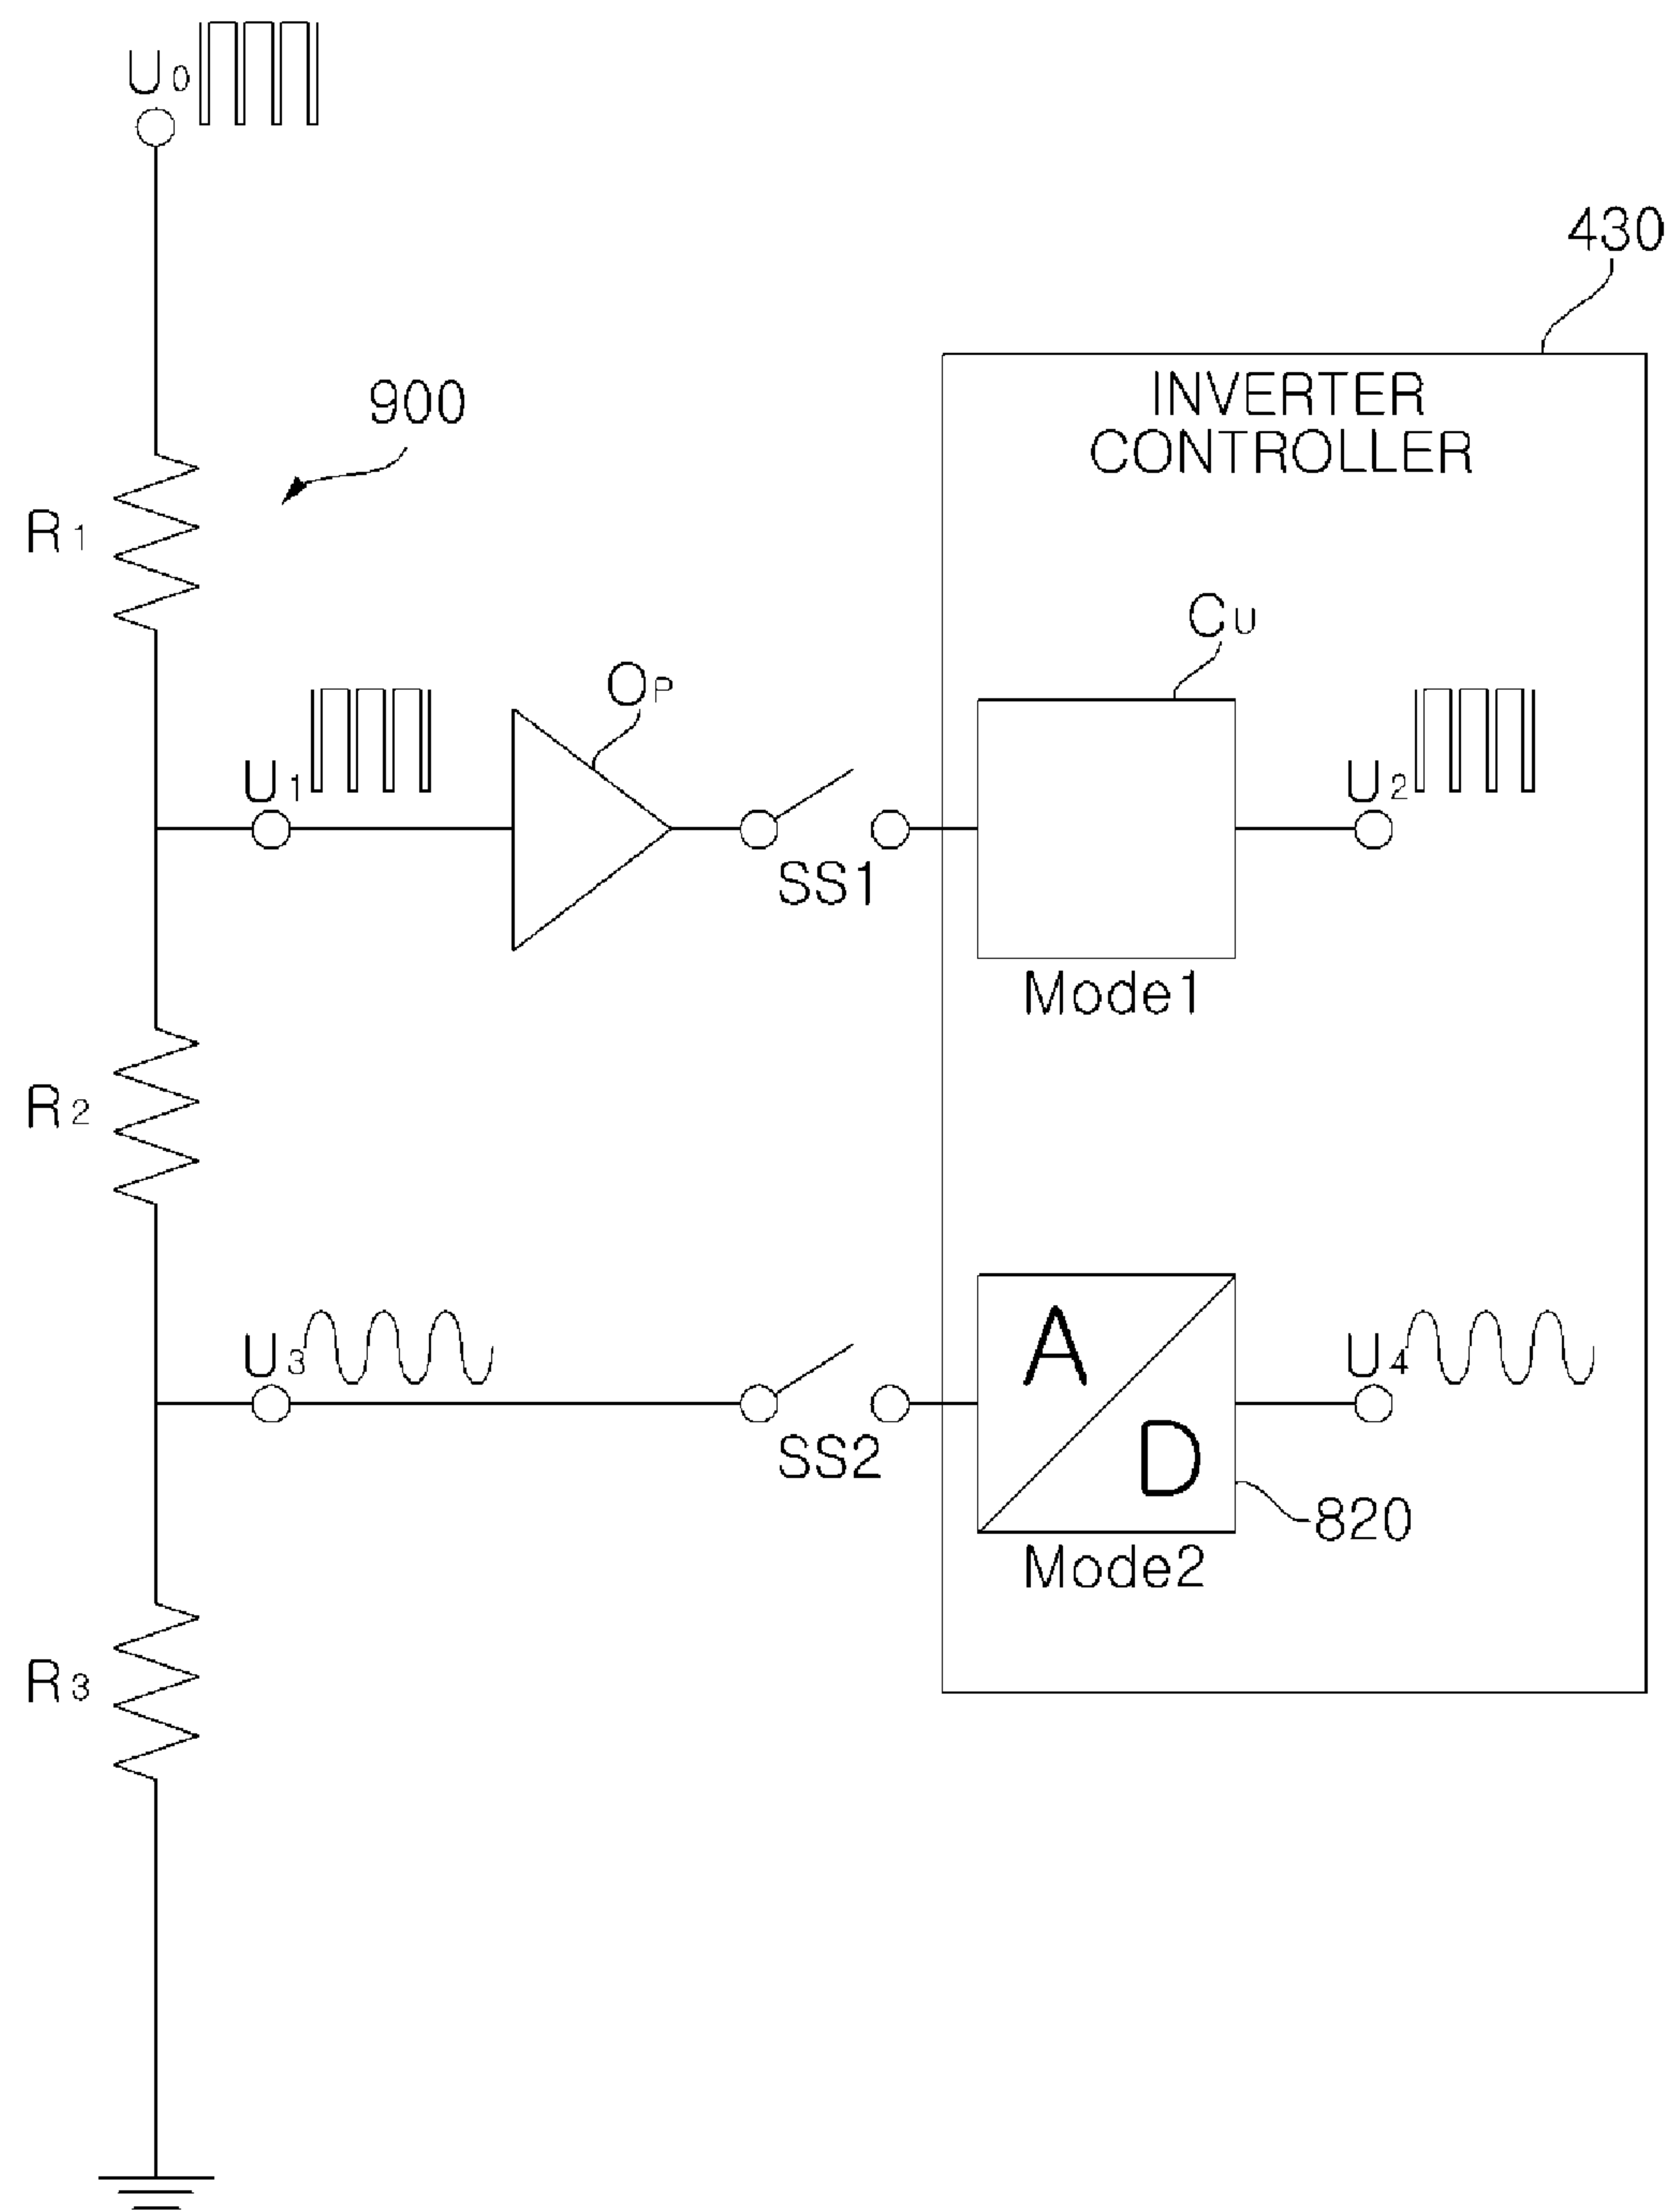 U0
430
900
INVERTER
CONTROLLER
R1
CU
OP
U1
U2
SS1
Mode1
R2
A
U3
U4
SS2
D
820
Mode2
R3